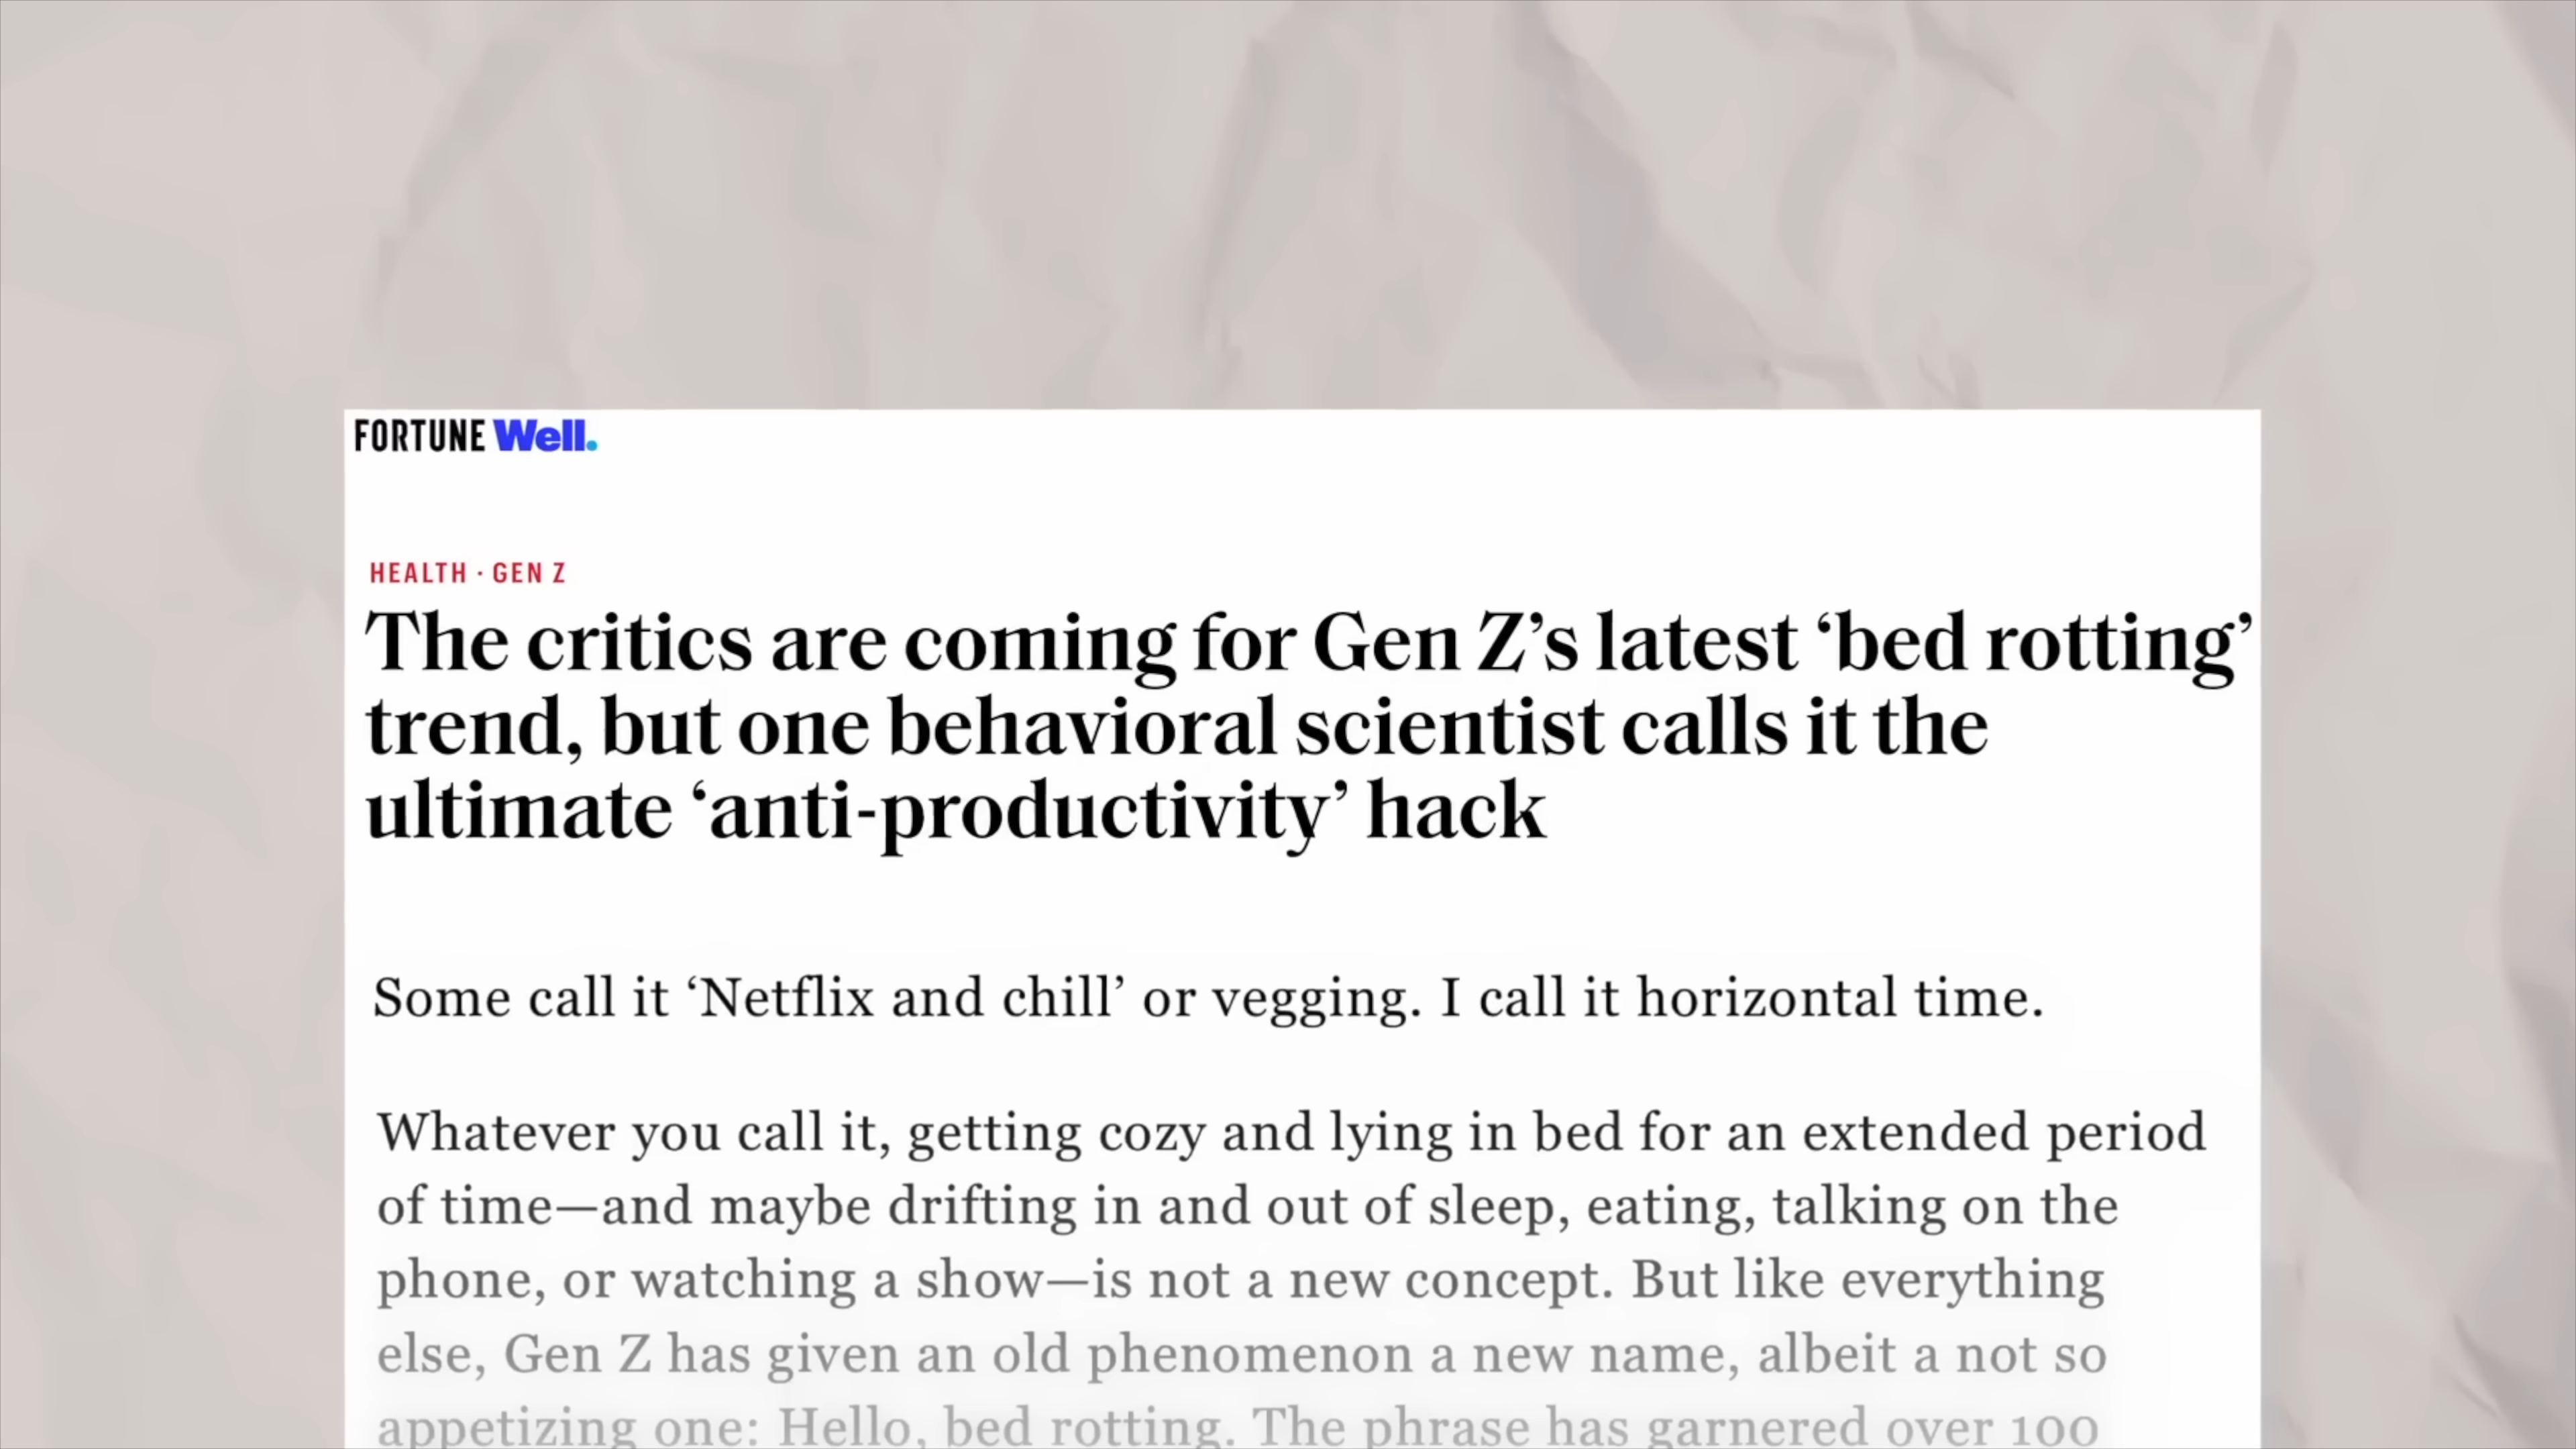 FORTUNE Well.
HEALTH · GEN Z
The critics are coming for Gen Z’s latest ‘bed rotting’
trend, but one behavioral scientist calls it the
ultimate ‘anti-productivity’ hack
Some call it ‘Netflix and chill’ or vegging. I call it horizontal time.
Whatever you call it, getting cozy and lying in bed for an extended period
of time—and maybe drifting in and out of sleep, eating, talking on the
phone, or watching a show—is not a new concept. But like everything
else, Gen Z has given an old phenomenon a new name, albeit a not so
appetizing one: Hello, bed rotting. The phrase has garnered over 100